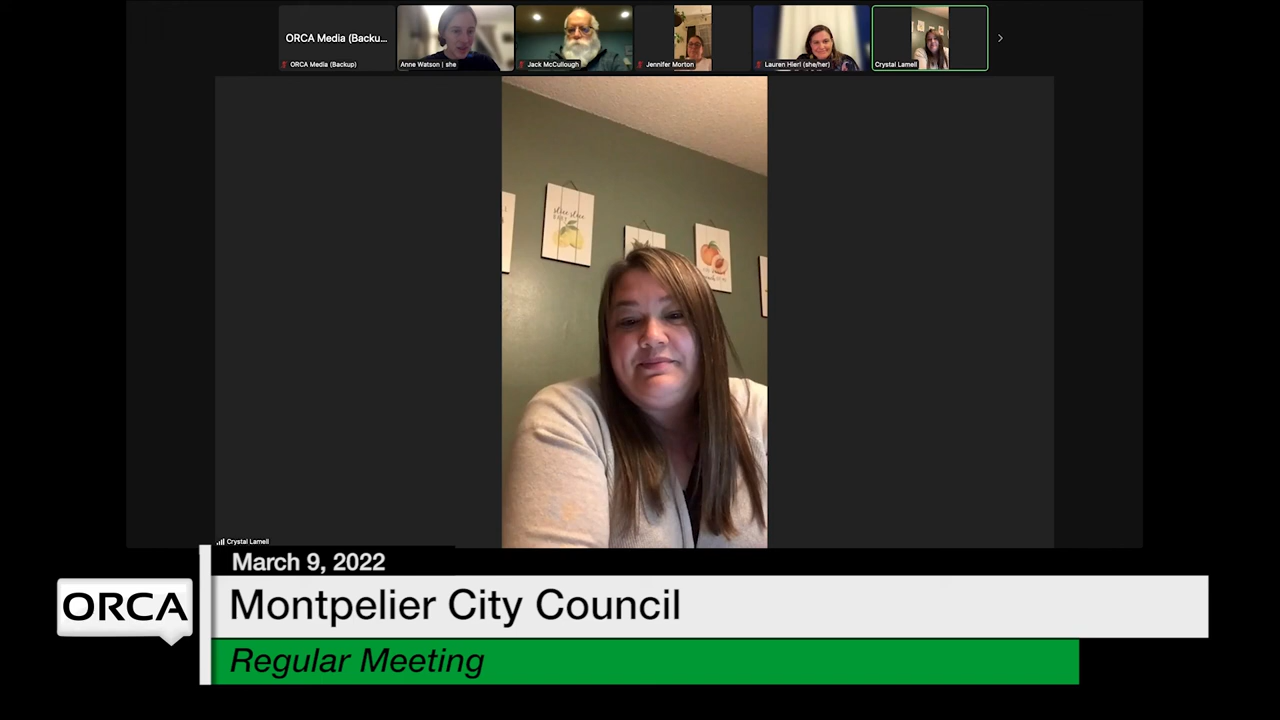 ORCA Media (Backu...
ORCA Media (Backup)
Anne Watson | she
Jack McCullough
Jennifer Morton
Lauren Hierl (she/her)
Crystal Lamell
Crystal Lamell
March 9, 2022
ORCA
Montpelier City Council
Regular Meeting